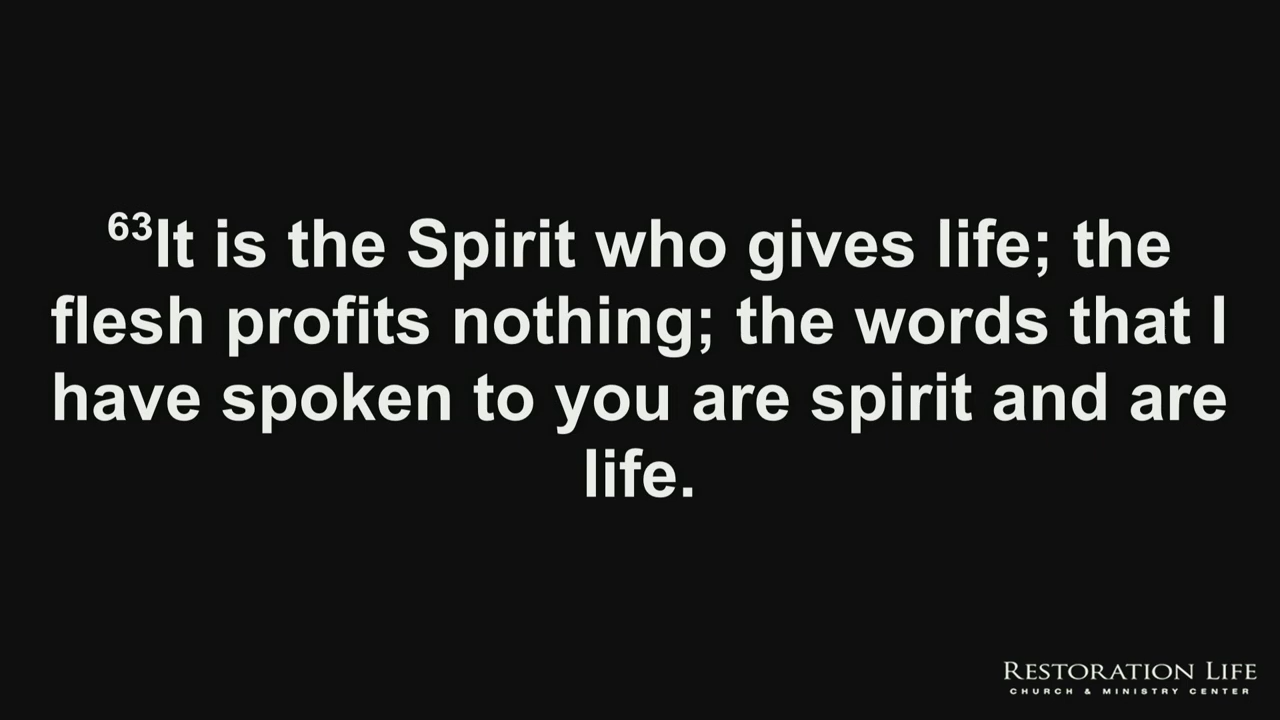 ⁶³It is the Spirit who gives life; the
flesh profits nothing; the words that I
have spoken to you are spirit and are
life.
RESTORATION LIFE
CHURCH & MINISTRY CENTER